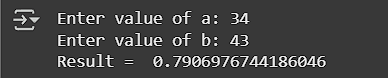 Enter value of a: 34
Enter value of b: 43
Result =  0.7906976744186046